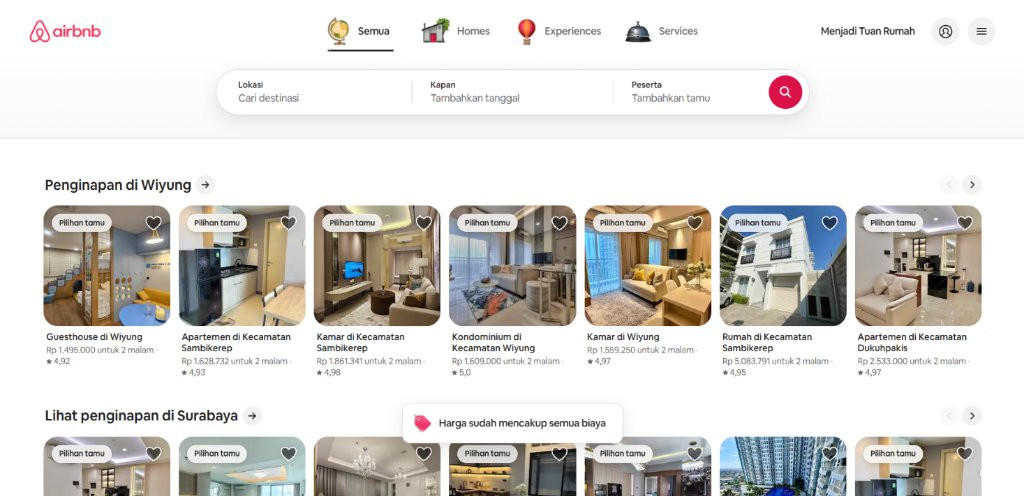 airbnb
Semua
Homes
Experiences
Services
Menjadi Tuan Rumah
Lokasi
Cari destinasi
Kapan
Tambahkan tanggal
Peserta
Tambahkan tamu
Penginapan di Wiyung
Pilihan tamu
Pilihan tamu
Pilihan tamu
Pilihan tamu
Pilihan tamu
Pilihan tamu
Pilihan tamu
Guesthouse di Wiyung
Rp 1.495.000 untuk 2 malam ·
★ 4,92
Apartemen di Kecamatan
Sambikerep
Rp 1.628.732 untuk 2 malam ·
★ 4,93
Kamar di Kecamatan
Sambikerep
Rp 1.861.341 untuk 2 malam ·
★ 4,98
Kondominium di
Kecamatan Wiyung
Rp 1.609.000 untuk 2 malam ·
★ 5,0
Kamar di Wiyung
Rp 1.559.250 untuk 2 malam ·
★ 4,97
Rumah di Kecamatan
Sambikerep
Rp 5.083.791 untuk 2 malam ·
★ 4,95
Apartemen di Kecamatan
Dukuhpakis
Rp 2.533.000 untuk 2 malam ·
★ 4,97
Lihat penginapan di Surabaya
Harga sudah mencakup semua biaya
Pilihan tamu
Pilihan tamu
Pilihan tamu
Pilihan tamu
Pilihan tamu
Pilihan tamu